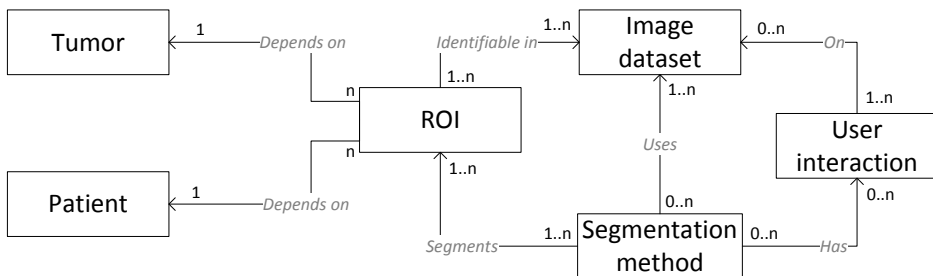 Tumor
1
Depends on
n
Identifiable in
1..n
1..n
Image
dataset
0..n
On
1..n
1..n
ROI
n
1..n
Uses
User
interaction
0..n
Patient
1
Depends on
Segments
1..n
0..n
Segmentation
method
0..n
Has